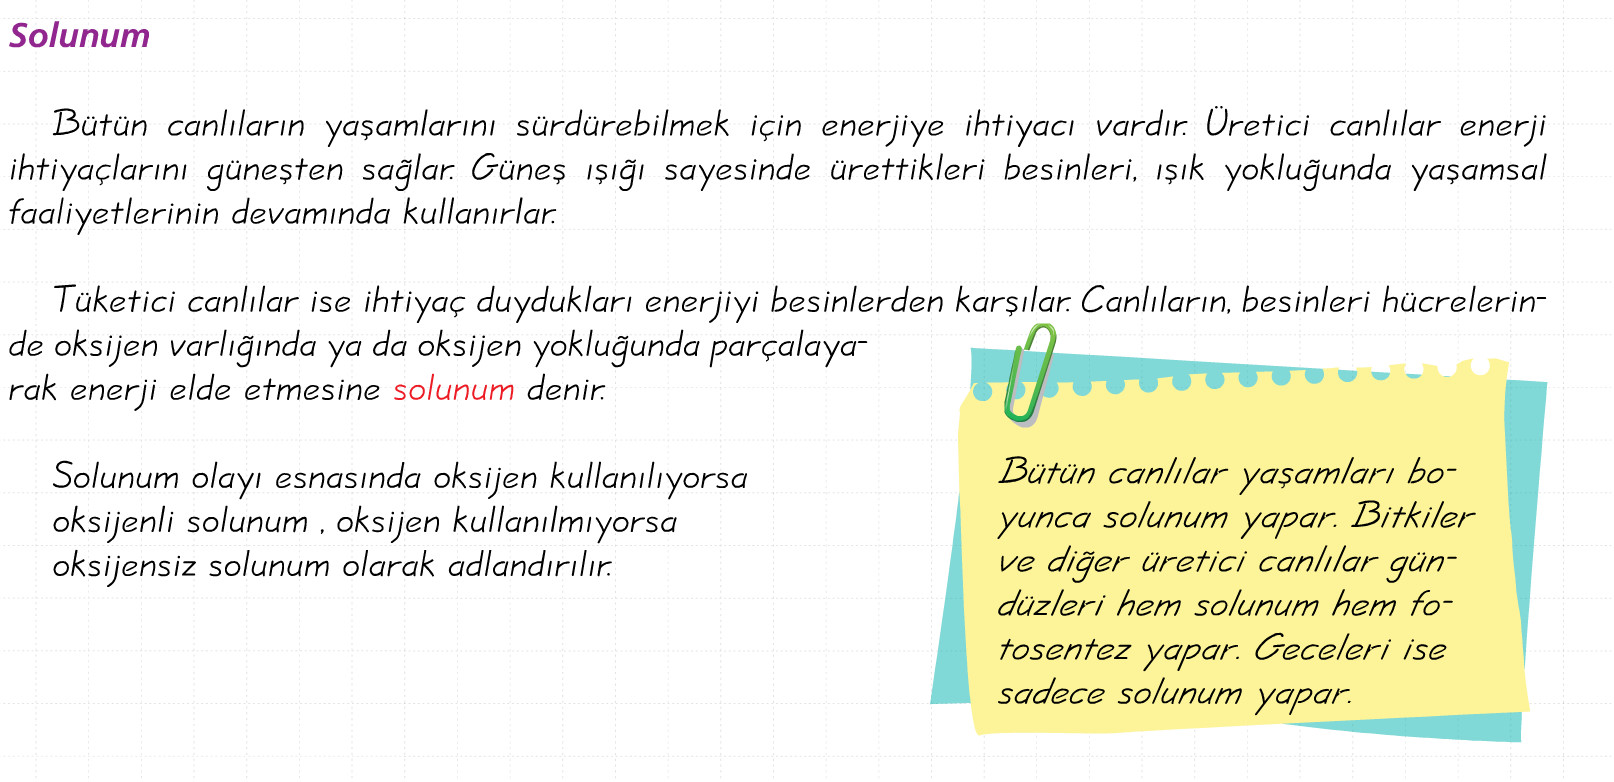 Solunum
Bütün canlıların yaşamlarını sürdürebilmek için enerjiye ihtiyacı vardır. Üretici canlılar enerji
ihtiyaçlarını güneşten sağlar. Güneş ışığı sayesinde ürettikleri besinleri, ışık yokluğunda yaşamsal
faaliyetlerinin devamında kullanırlar.
Tüketici canlılar ise ihtiyaç duydukları enerjiyi besinlerden karşılar. Canlıların, besinleri hücrelerin-
de oksijen varlığında ya da oksijen yokluğunda parçalaya-
rak enerji elde etmesine solunum denir.
Solunum olayı esnasında oksijen kullanılıyorsa
oksijenli solunum , oksijen kullanılmıyorsa
oksijensiz solunum olarak adlandırılır.
Bütün canlılar yaşamları bo-
yunca solunum yapar. Bitkiler
ve diğer üretici canlılar gün-
düzleri hem solunum hem fo-
tosentez yapar. Geceleri ise
sadece solunum yapar.